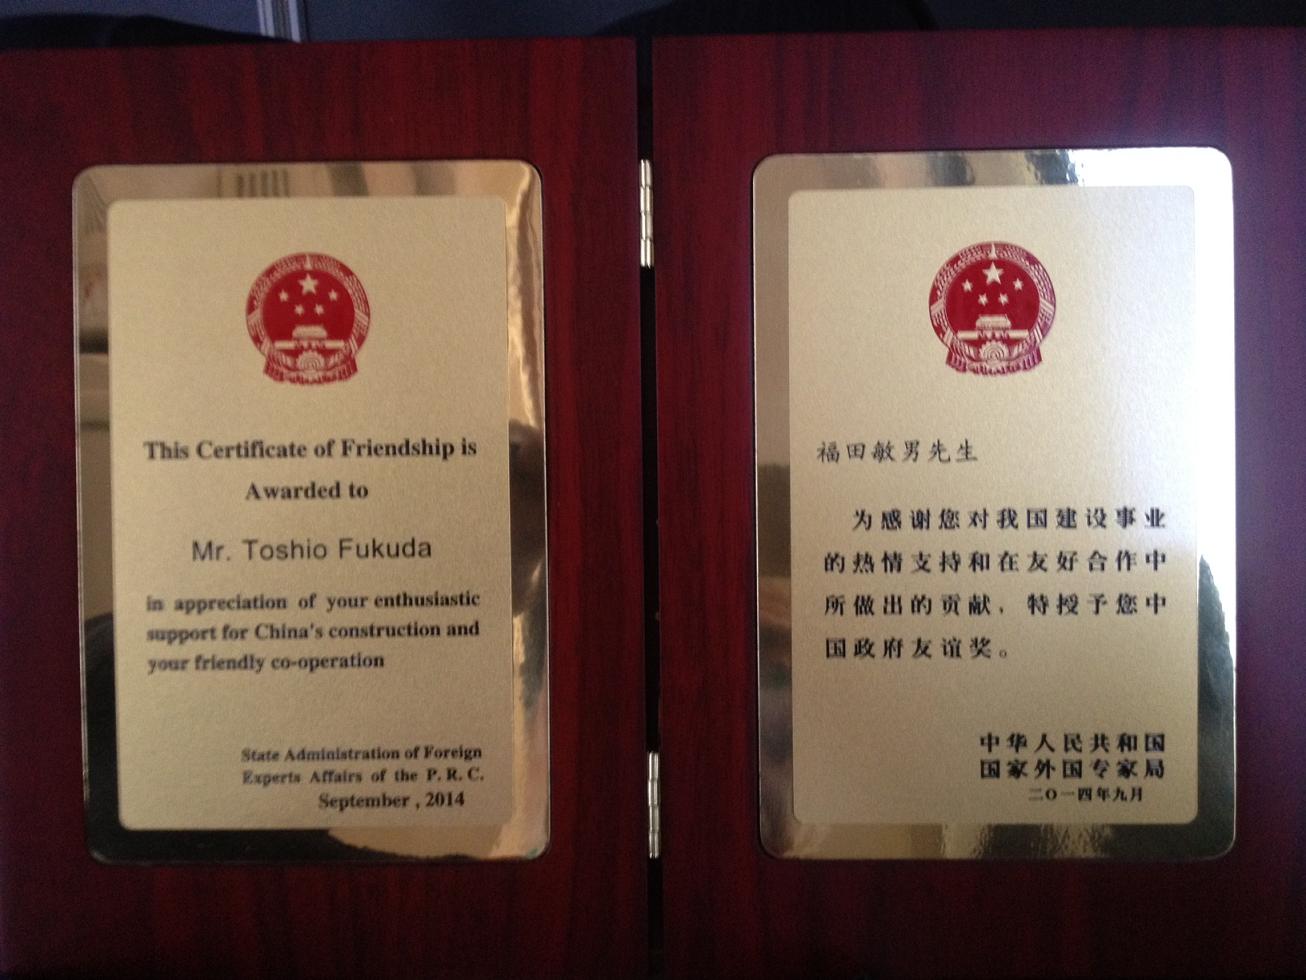 This Certificate of Friendship is
Awarded to
Mr. Toshio Fukuda
in appreciation of your enthusiastic
support for China's construction and
your friendly co-operation
State Administration of Foreign
Experts Affairs of the P. R. C.
September , 2014
福田敏男先生
为感谢您对我国建设事业
的热情支持和在友好合作中
所做出的贡献，特授予您中
国政府友谊奖。
中华人民共和国
国家外国专家局
二〇一四年九月